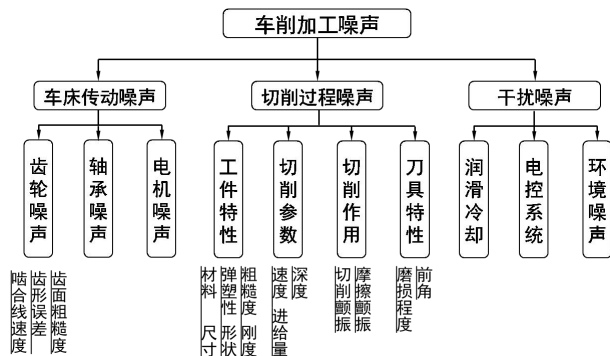 车削加工噪声
车床传动噪声
切削过程噪声
干扰噪声
齿轮噪声
轴承噪声
电机噪声
工件特性
切削参数
切削作用
刀具特性
润滑冷却
电控系统
环境噪声
啮合线速度
齿形误差
齿面粗糙度
材料 尺寸
弹塑性 形状
粗糙度 刚度
速度 进给量
深度
切削颤振
摩擦颤振
磨损程度
前角